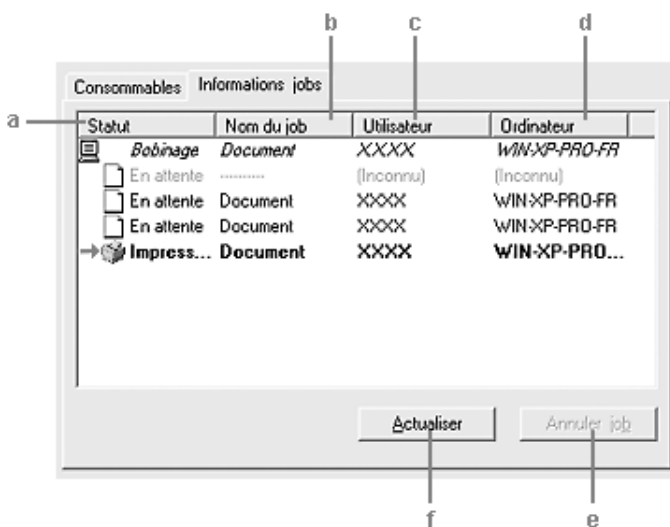 b c d
Consommables Informations jobs
a Statut Nom du job Utilisateur Ordinateur
Bobinage Document XXXX WIN-XP-PRO-FR
En attente ---------- (Inconnu) (Inconnu)
En attente Document XXXX WIN-XP-PRO-FR
En attente Document XXXX WIN-XP-PRO-FR
Impress... Document XXXX WIN-XP-PRO...
Actualiser Annuler job
f e